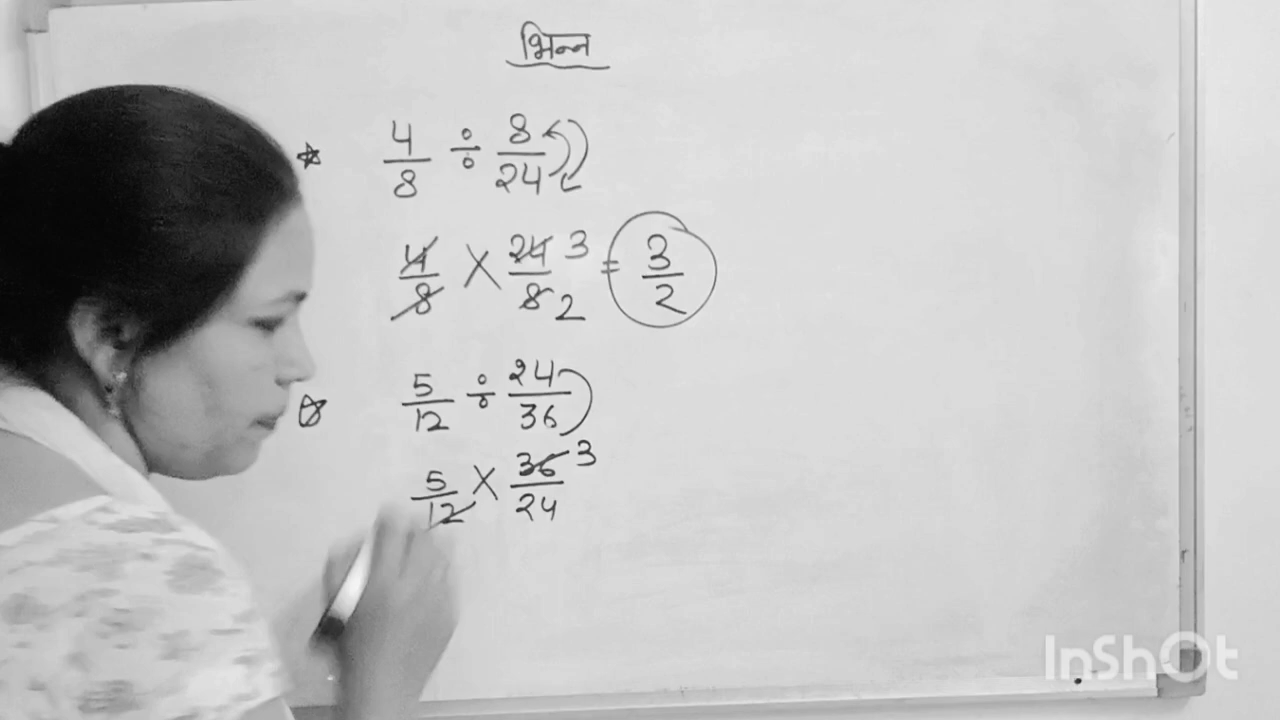 भिन्न
☆ 4/8 ÷ 8/24
4/8 × 24/8 3 2 = 3/2
☆ 5/12 ÷ 24/36
5/12 × 36/24 3
InShOt